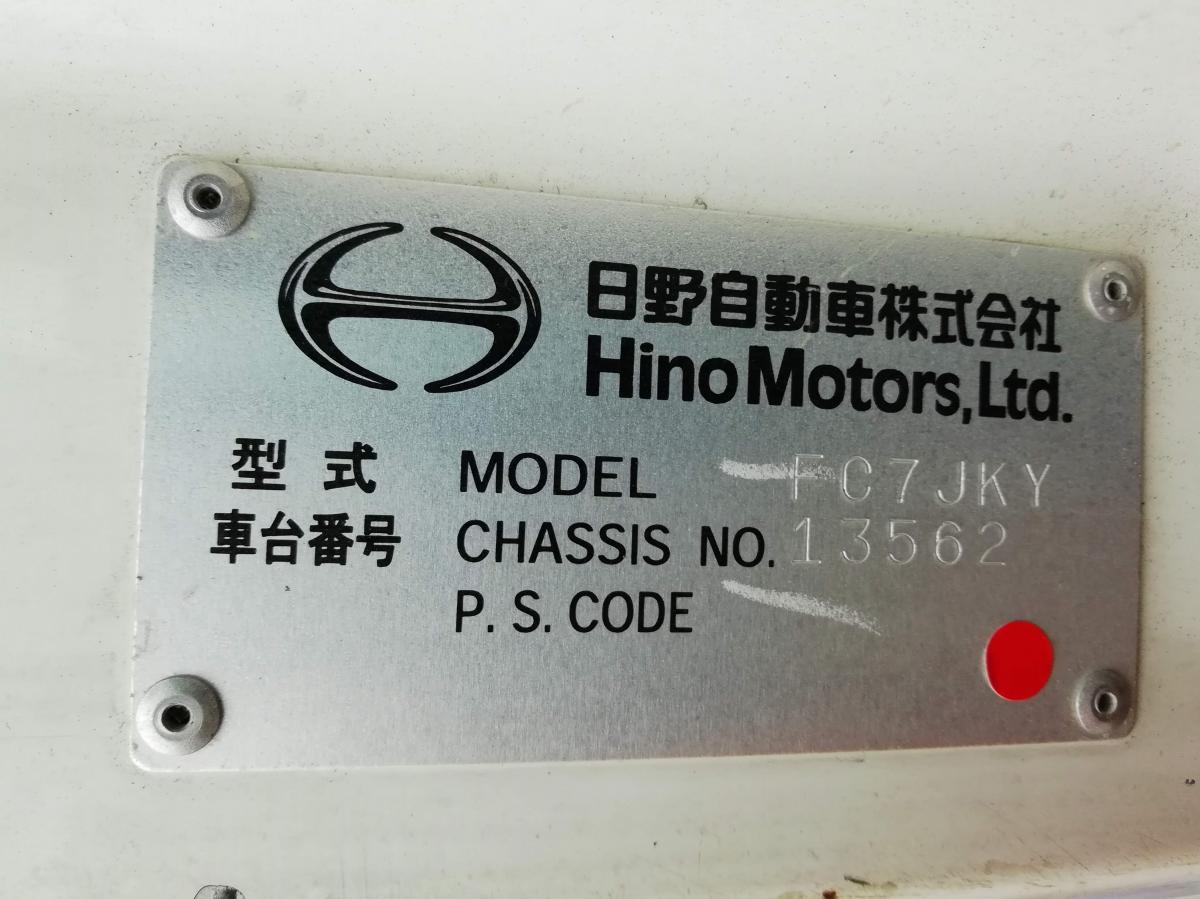 日野自動車株式会社
Hino Motors, Ltd.
型式 MODEL FC7JKY
車台番号 CHASSIS NO. 13562
P. S. CODE